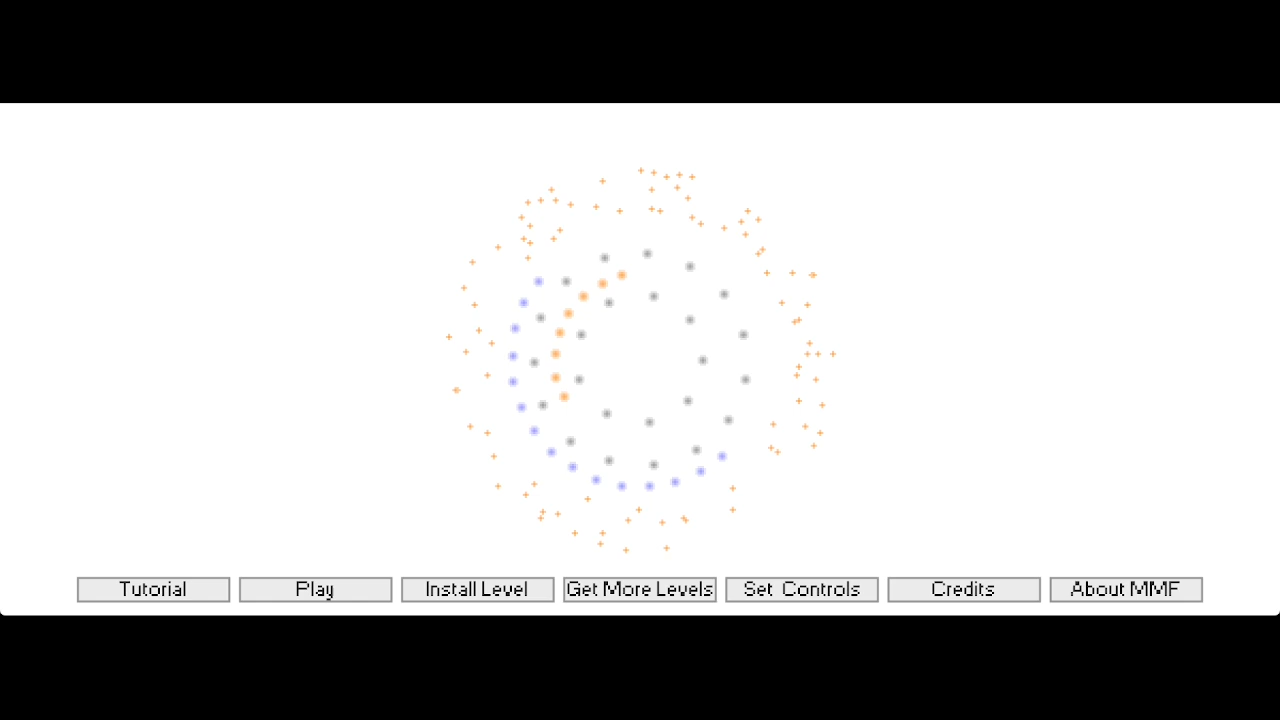 Tutorial
Play
Install Level
Get More Levels
Set Controls
Credits
About MMF